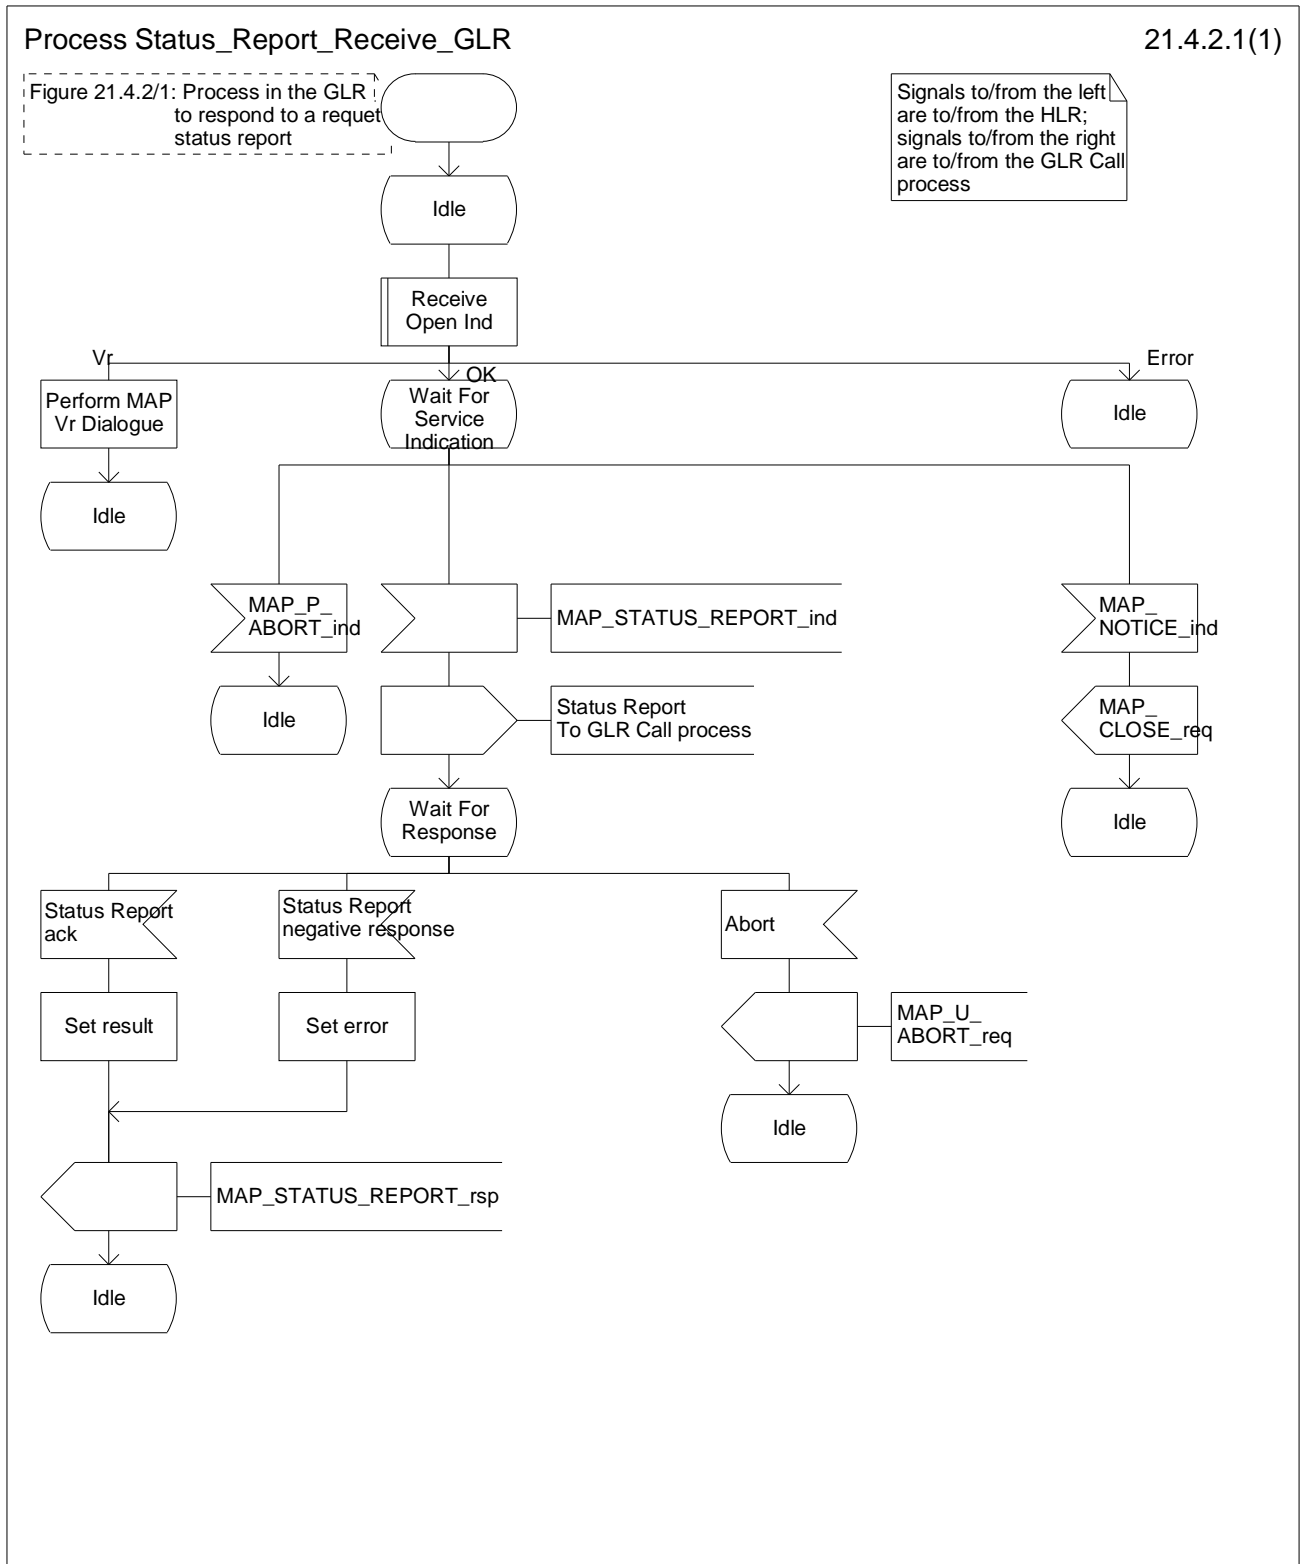 Process Status_Report_Receive_GLR
21.4.2.1(1)
Figure 21.4.2/1: Process in the GLR
to respond to a requet
status report
Signals to/from the left
are to/from the HLR;
signals to/from the right
are to/from the GLR Call
process
Idle
Receive
Open Ind
Vr
OK
Error
Perform MAP
Vr Dialogue
Wait For
Service
Indication
Idle
Idle
MAP_P_
ABORT_ind
MAP_STATUS_REPORT_ind
MAP_
NOTICE_ind
Idle
Status Report
To GLR Call process
MAP_
CLOSE_req
Wait For
Response
Idle
Status Report
ack
Status Report
negative response
Abort
Set result
Set error
MAP_U_
ABORT_req
Idle
MAP_STATUS_REPORT_rsp
Idle